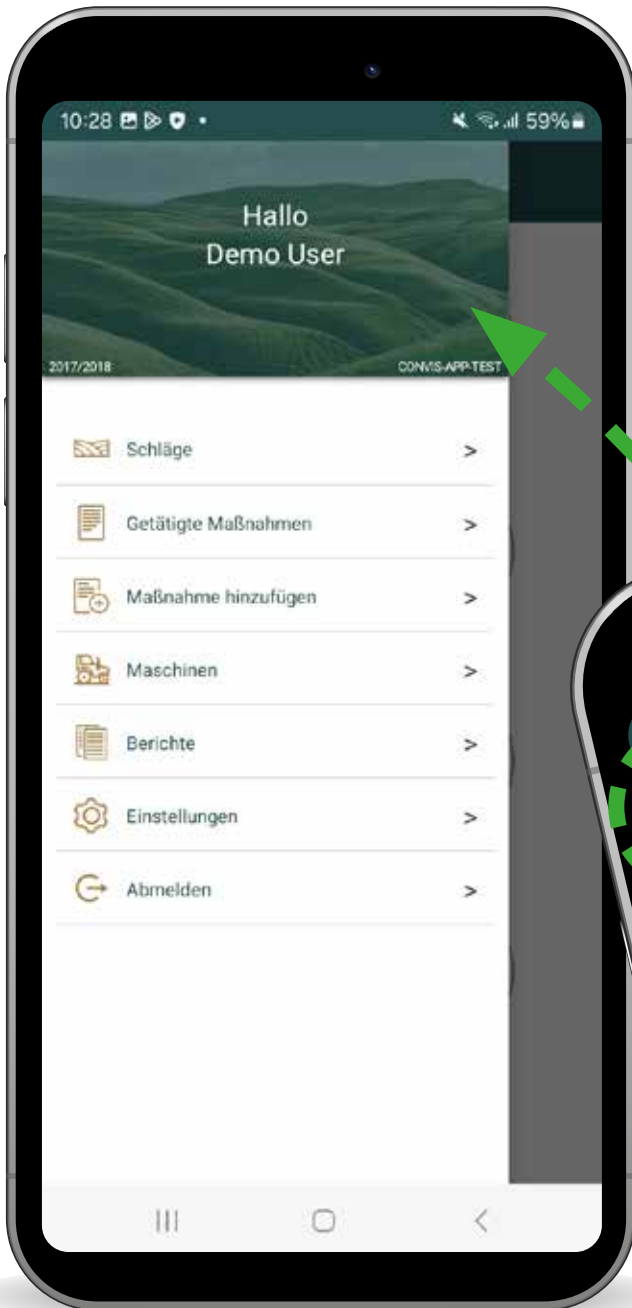 10:28
59%
Hallo
Demo User
2017/2018
CONVIS-APP-TEST
Schläge
Getätigte Maßnahmen
Maßnahme hinzufügen
Maschinen
Berichte
Einstellungen
Abmelden